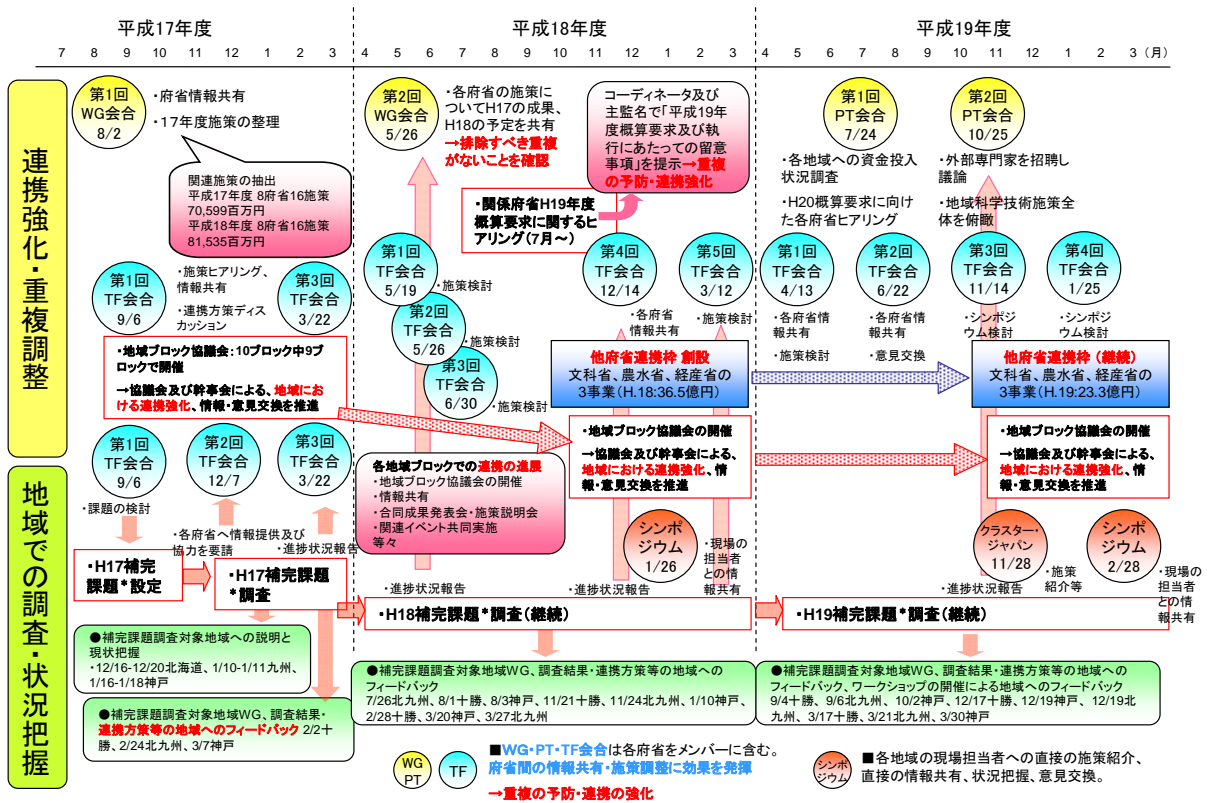 平成17年度
平成18年度
平成19年度
7 8 9 10 11 12 1 2 3 4 5 6 7 8 9 10 11 12 1 2 3 4 5 6 7 8 9 10 11 12 1 2 3 (月)
連携強化・重複調整
第1回
WG会合
8/2
・府省情報共有
・17年度施策の整理
関連施策の抽出
平成17年度 8府省16施策
70,599百万円
平成18年度 8府省16施策
81,535百万円
第1回
TF会合
9/6
・施策ヒアリング、
情報共有
・連携方策ディス
カッション
第3回
TF会合
3/22
・地域ブロック協議会:10ブロック中9ブ
ロックで開催
→協議会及び幹事会による、地域にお
ける連携強化、情報・意見交換を推進
第2回
WG会合
5/26
・各府省の施策に
ついてH17の成果、
H18の予定を共有
→排除すべき重複
がないことを確認
コーディネータ及び
主監名で「平成19年
度概算要求及び執
行にあたっての留意
事項」を提示→重複
の予防・連携強化
・関係府省H19年度
概算要求に関するヒ
アリング(7月~)
第1回
TF会合
5/19
・施策検討
第2回
TF会合
5/26
・施策検討
第3回
TF会合
6/30
・施策検討
第4回
TF会合
12/14
・各府省
情報共有
第5回
TF会合
3/12
・施策検討
他府省連携枠 創設
文科省、農水省、経産省の
3事業(H.18:36.5億円)
・地域ブロック協議会の開催
→協議会及び幹事会による、
地域における連携強化、情
報・意見交換を推進
第1回
PT会合
7/24
・各地域への資金投入
状況調査
・H20概算要求に向け
た各府省ヒアリング
第2回
PT会合
10/25
・外部専門家を招聘し
議論
・地域科学技術施策全
体を俯瞰
第1回
TF会合
4/13
・各府省情
報共有
・施策検討
第2回
TF会合
6/22
・各府省情
報共有
・意見交換
第3回
TF会合
11/14
・シンポジ
ウム検討
第4回
TF会合
1/25
・シンポジ
ウム検討
他府省連携枠 (継続)
文科省、農水省、経産省の
3事業(H.19:23.3億円)
・地域ブロック協議会の開催
→協議会及び幹事会による、
地域における連携強化、情
報・意見交換を推進
地域での調査・状況把握
第1回
TF会合
9/6
・課題の検討
第2回
TF会合
12/7
・各府省へ情報提供及び
協力を要請
第3回
TF会合
3/22
・進捗状況報告
・H17補完
課題*設定
・H17補完課題
*調査
各地域ブロックでの連携の進展
・地域ブロック協議会の開催
・情報共有
・合同成果発表会・施策説明会
・関連イベント共同実施
等々
シンポ
ジウム
1/26
・現場の
担当者
との情
報共有
・進捗状況報告
・進捗状況報告
・H18補完課題*調査(継続)
クラスター・
ジャパン
11/28
・施策
紹介等
シンポ
ジウム
2/28
・現場の
担当者
との情
報共有
・進捗状況報告
・H19補完課題*調査(継続)
●補完課題調査対象地域への説明と
現状把握
・12/16-12/20北海道、1/10-1/11九州、
1/16-1/18神戸
●補完課題調査対象地域WG、調査結果・
連携方策等の地域へのフィードバック 2/2十
勝、2/24北九州、3/7神戸
●補完課題調査対象地域WG、調査結果・連携方策等の地域への
フィードバック
7/26北九州、8/1十勝、8/3神戸、11/21十勝、11/24北九州、1/10神戸、
2/28十勝、3/20神戸、3/27北九州
●補完課題調査対象地域WG、調査結果・連携方策等の地域への
フィードバック、ワークショップの開催による地域へのフィードバック
9/4十勝、9/6北九州、10/2神戸、12/17十勝、12/19神戸、 12/19北
九州、3/17十勝、3/21北九州、3/30神戸
WG
PT
TF
■WG・PT・TF会合は各府省をメンバーに含む。
府省間の情報共有・施策調整に効果を発揮
→重複の予防・連携の強化
シンポ
ジウム
■各地域の現場担当者への直接の施策紹介、
直接の情報共有、状況把握、意見交換。